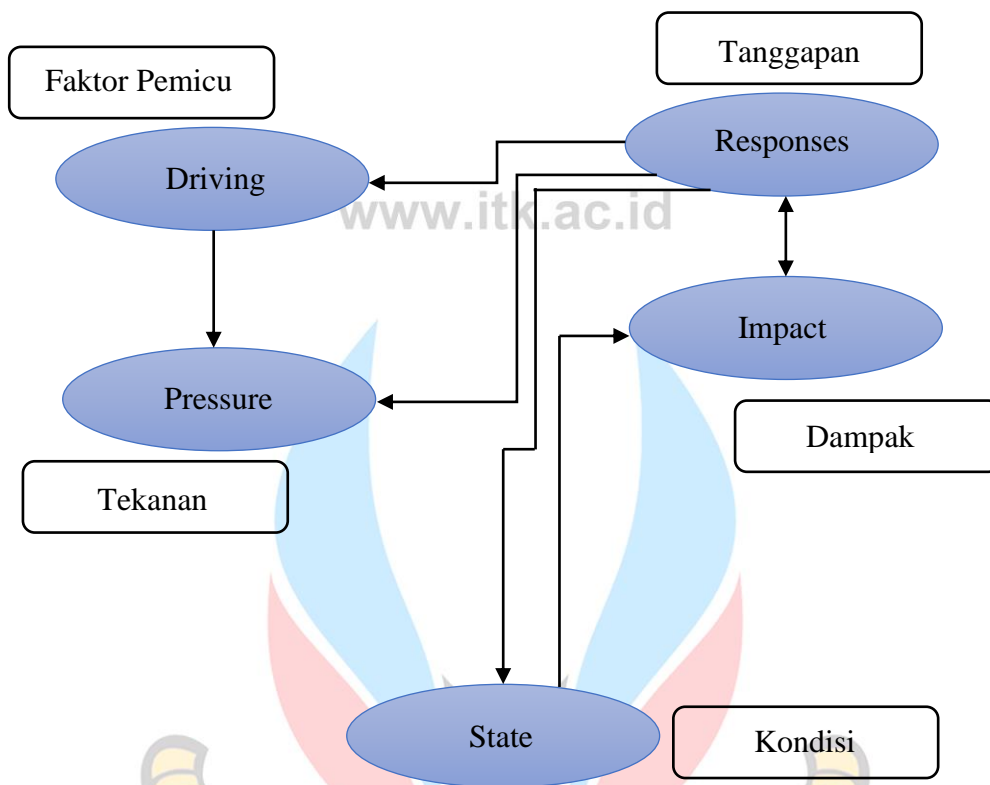 Tanggapan
Faktor Pemicu
Responses
Driving
www.itk.ac.id
Impact
Pressure
Dampak
Tekanan
State
Kondisi